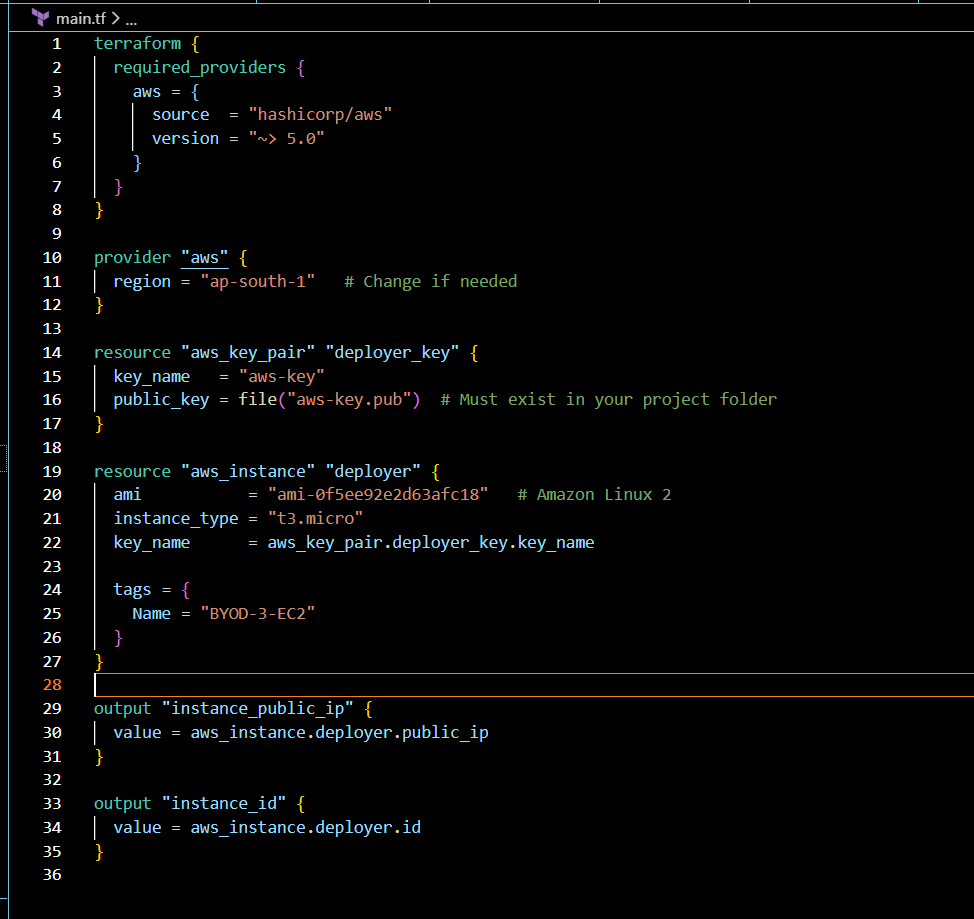 main.tf > ...
1 terraform {
2   required_providers {
3     aws = {
4       source  = "hashicorp/aws"
5       version = "~> 5.0"
6     }
7   }
8 }
9
10 provider "aws" {
11   region = "ap-south-1"   # Change if needed
12 }
13
14 resource "aws_key_pair" "deployer_key" {
15   key_name   = "aws-key"
16   public_key = file("aws-key.pub")  # Must exist in your project folder
17 }
18
19 resource "aws_instance" "deployer" {
20   ami           = "ami-0f5ee92e2d63afc18"   # Amazon Linux 2
21   instance_type = "t3.micro"
22   key_name      = aws_key_pair.deployer_key.key_name
23
24   tags = {
25     Name = "BYOD-3-EC2"
26   }
27 }
28
29 output "instance_public_ip" {
30   value = aws_instance.deployer.public_ip
31 }
32
33 output "instance_id" {
34   value = aws_instance.deployer.id
35 }
36